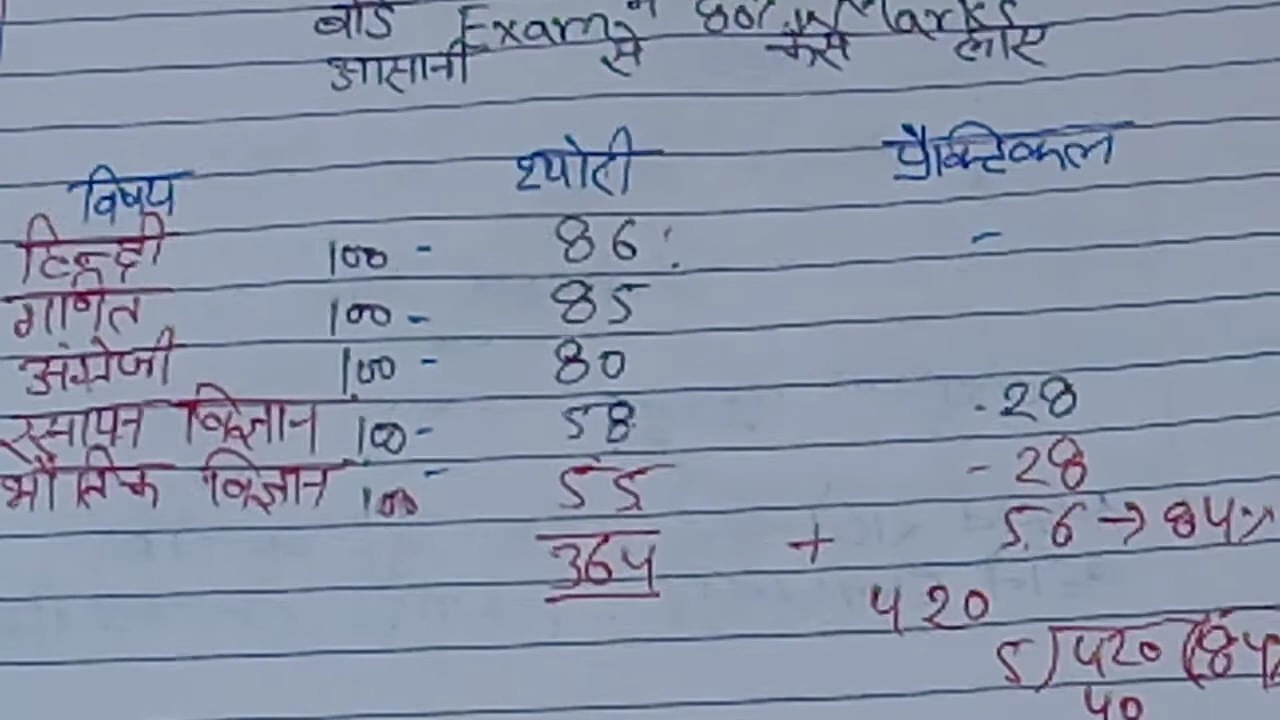 बोर्ड Exam में 80% Marks
आसानी से कैसे लाए
विषय थ्योरी प्रैक्टिकल
हिन्दी 100 - 86 -
गणित 100 - 85
अंग्रेजी 100 - 80
रसायन विज्ञान 100 - 58 - 28
भौतिक विज्ञान 100 - 55 - 28
364 + 56 → 84%
420
5)420(84%
40